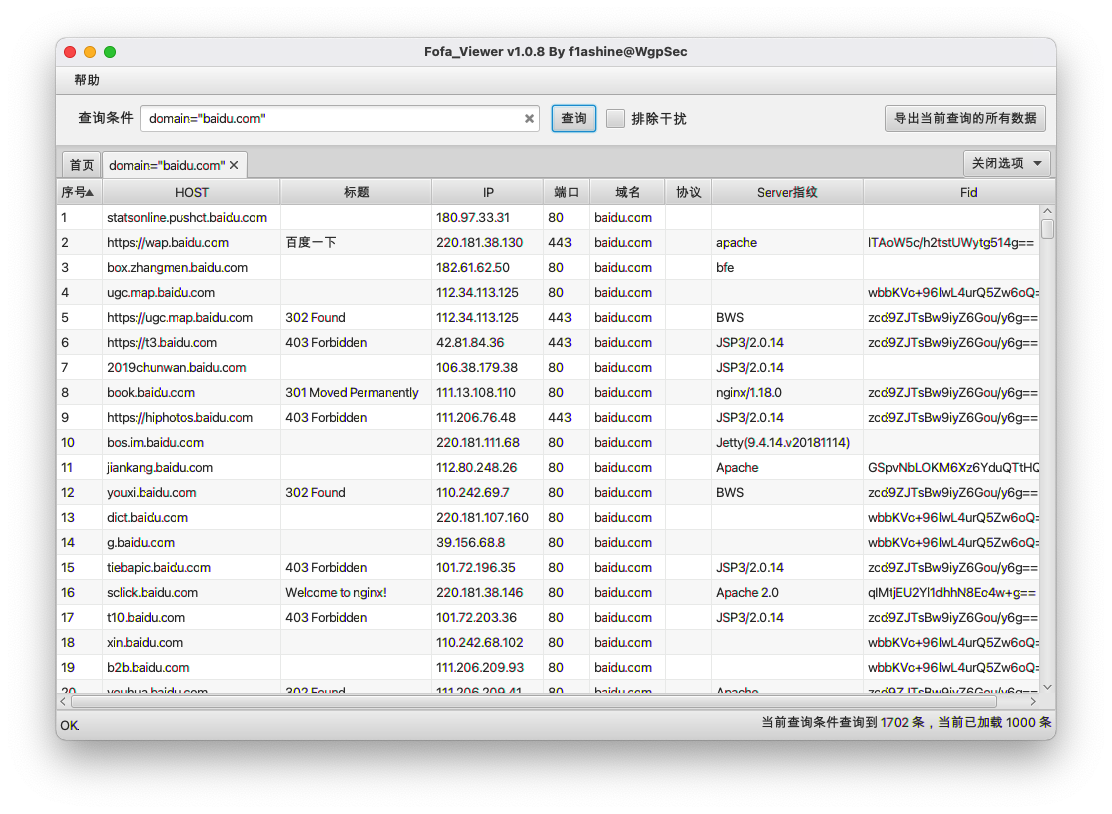 Fofa_Viewer v1.0.8 By f1ashine@WgpSec
帮助
查询条件 domain="baidu.com" 查询 排除干扰 导出当前查询的所有数据
首页 domain="baidu.com" 关闭选项
序号 HOST 标题 IP 端口 域名 协议 Server指纹 Fid
1 statsonline.pushct.baidu.com 180.97.33.31 80 baidu.com
2 https://wap.baidu.com 百度一下 220.181.38.130 443 baidu.com apache lTAoW5c/h2tstUWytg514g==
3 box.zhangmen.baidu.com 182.61.62.50 80 baidu.com bfe
4 ugc.map.baidu.com 112.34.113.125 80 baidu.com wbbKVc+96lwL4urQ5Zw6oQ=
5 https://ugc.map.baidu.com 302 Found 112.34.113.125 443 baidu.com BWS zcd9ZJTsBw9iyZ6Gou/y6g==
6 https://t3.baidu.com 403 Forbidden 42.81.84.36 443 baidu.com JSP3/2.0.14 zcd9ZJTsBw9iyZ6Gou/y6g==
7 2019chunwan.baidu.com 106.38.179.38 80 baidu.com JSP3/2.0.14
8 book.baidu.com 301 Moved Permanently 111.13.108.110 80 baidu.com nginx/1.18.0 zcd9ZJTsBw9iyZ6Gou/y6g==
9 https://hiphotos.baidu.com 403 Forbidden 111.206.76.48 443 baidu.com JSP3/2.0.14 zcd9ZJTsBw9iyZ6Gou/y6g==
10 bos.im.baidu.com 220.181.111.68 80 baidu.com Jetty(9.4.14.v20181114)
11 jiankang.baidu.com 112.80.248.26 80 baidu.com Apache GSpvNbLOKM6Xz6YduQTtHQ
12 youxi.baidu.com 302 Found 110.242.69.7 80 baidu.com BWS zcd9ZJTsBw9iyZ6Gou/y6g==
13 dict.baidu.com 220.181.107.160 80 baidu.com wbbKVc+96lwL4urQ5Zw6oQ=
14 g.baidu.com 39.156.68.8 80 baidu.com wbbKVc+96lwL4urQ5Zw6oQ=
15 tiebapic.baidu.com 403 Forbidden 101.72.196.35 80 baidu.com JSP3/2.0.14 zcd9ZJTsBw9iyZ6Gou/y6g==
16 sclick.baidu.com Welcome to nginx! 220.181.38.146 80 baidu.com Apache 2.0 qlMtjEU2Yl1dhhN8Eo4w+g==
17 t10.baidu.com 403 Forbidden 101.72.203.36 80 baidu.com JSP3/2.0.14 zcd9ZJTsBw9iyZ6Gou/y6g==
18 xin.baidu.com 110.242.68.102 80 baidu.com wbbKVc+96lwL4urQ5Zw6oQ=
19 b2b.baidu.com 111.206.209.93 80 baidu.com wbbKVc+96lwL4urQ5Zw6oQ=
20 youhua.baidu.com 302 Found 111.206.209.41 80 baidu.com Apache zcd9ZJTsBw9iyZ6Gou/y6g==
OK 当前查询条件查询到 1702 条，当前已加载 1000 条